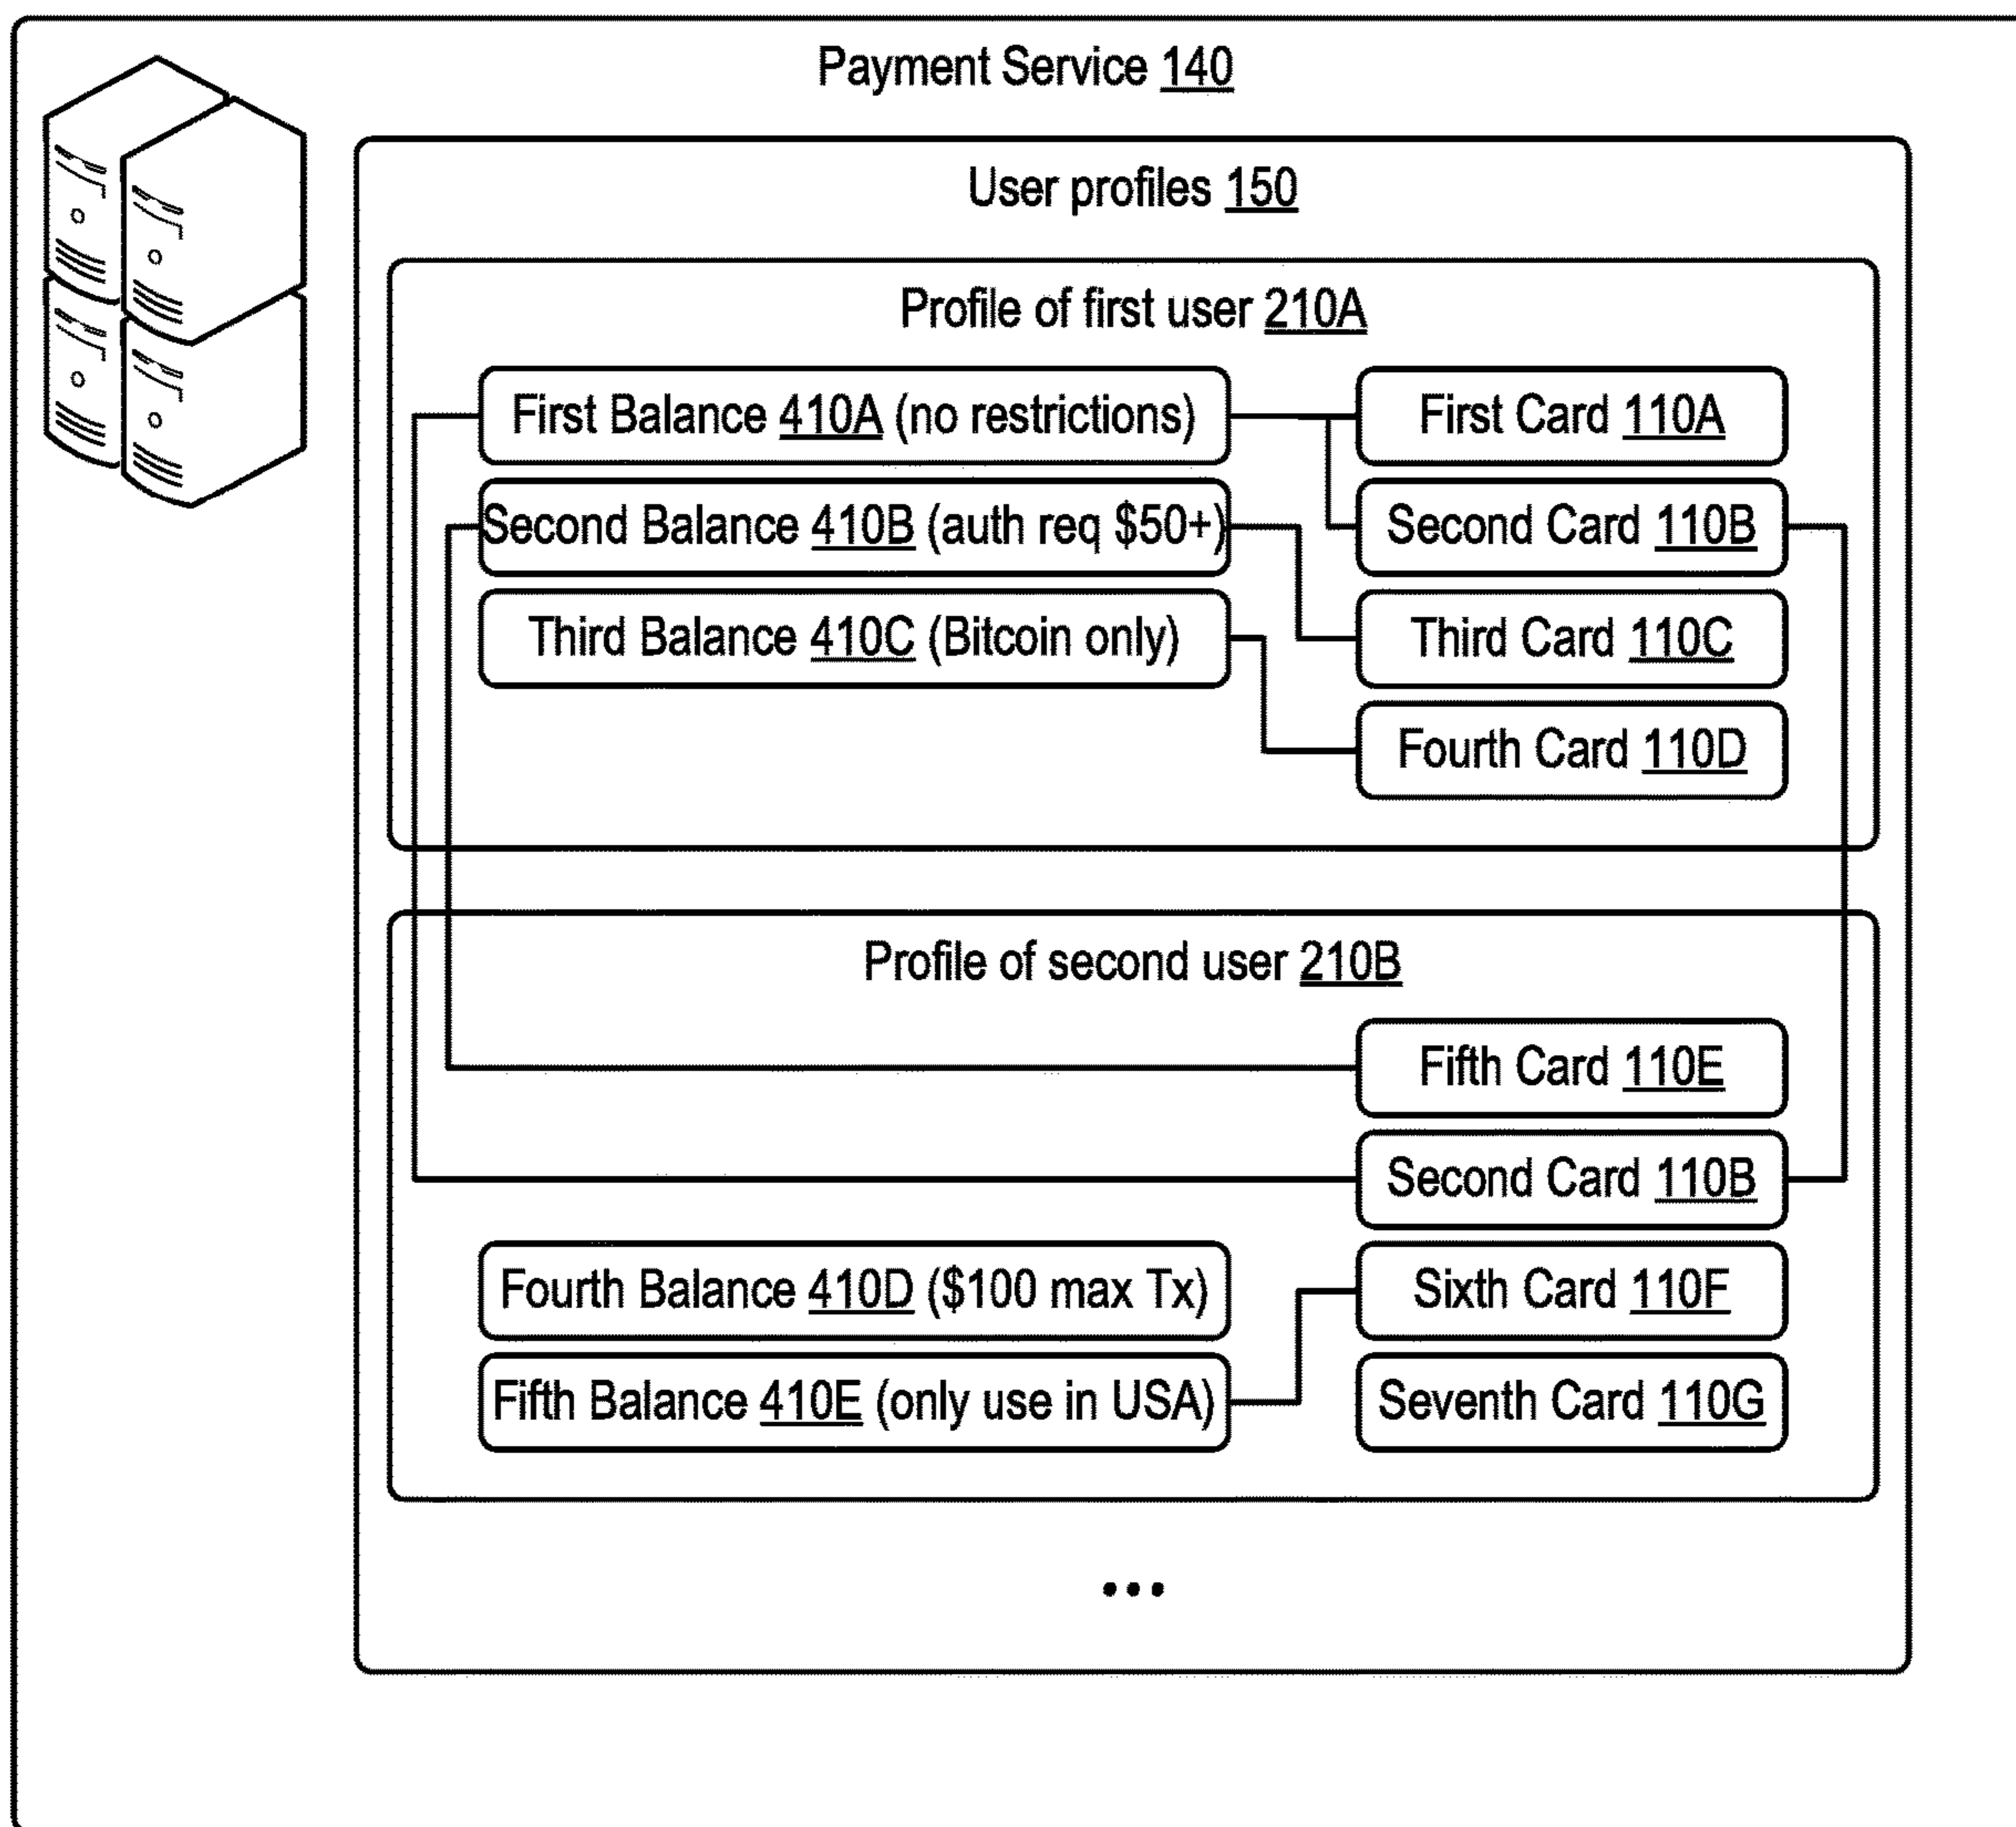 Payment Service 140
User profiles 150
Profile of first user 210A
First Balance 410A (no restrictions)
First Card 110A
Second Balance 410B (auth req $50+)
Second Card 110B
Third Balance 410C (Bitcoin only)
Third Card 110C
Fourth Card 110D
Profile of second user 210B
Fifth Card 110E
Second Card 110B
Fourth Balance 410D ($100 max Tx)
Sixth Card 110F
Fifth Balance 410E (only use in USA)
Seventh Card 110G
...